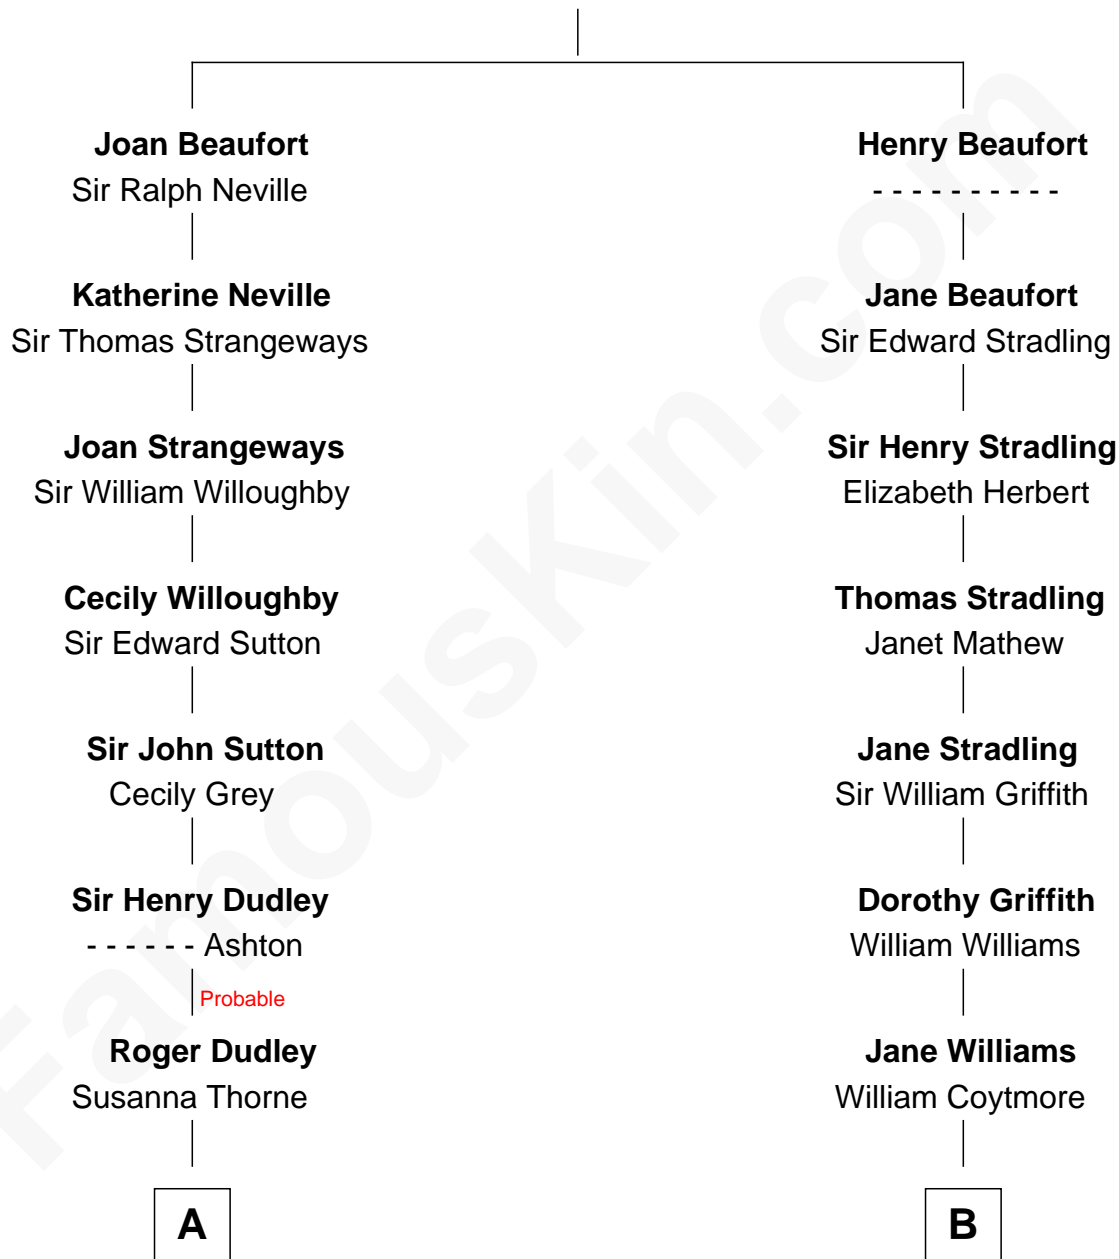 Joan Beaufort
Sir Ralph Neville
Katherine Neville
Sir Thomas Strangeways
Joan Strangeways
Sir William Willoughby
Cecily Willoughby
Sir Edward Sutton
Sir John Sutton
Cecily Grey
Sir Henry Dudley
- - - - - - Ashton
Probable
Roger Dudley
Susanna Thorne
A
Henry Beaufort
- - - - - - - - - -
Jane Beaufort
Sir Edward Stradling
Sir Henry Stradling
Elizabeth Herbert
Thomas Stradling
Janet Mathew
Jane Stradling
Sir William Griffith
Dorothy Griffith
William Williams
Jane Williams
William Coytmore
B
FamousKin.com